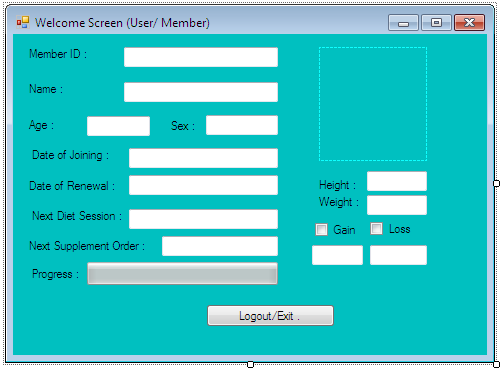 Welcome Screen (User/ Member)
Member ID :
Name :
Age :
Sex :
Date of Joining :
Date of Renewal :
Next Diet Session :
Next Supplement Order :
Progress :
Height :
Weight :
Gain
Loss
Logout/Exit .